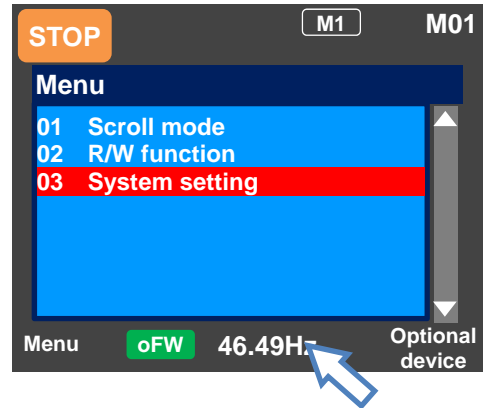 STOP M1 M01
Menu
01 Scroll mode
02 R/W function
03 System setting
Menu oFW 46.49Hz Optional
device